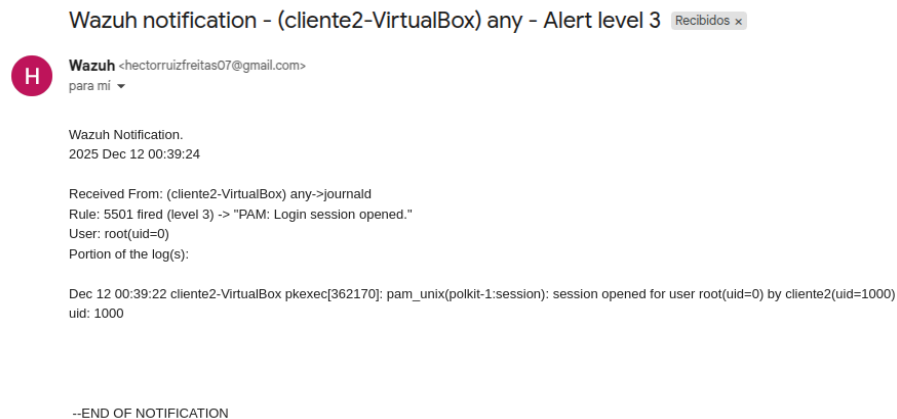 Wazuh notification - (cliente2-VirtualBox) any - Alert level 3 Recibidos ×
H
Wazuh <hectorruizfreitas07@gmail.com>
para mí
Wazuh Notification.
2025 Dec 12 00:39:24
Received From: (cliente2-VirtualBox) any->journald
Rule: 5501 fired (level 3) -> "PAM: Login session opened."
User: root(uid=0)
Portion of the log(s):
Dec 12 00:39:22 cliente2-VirtualBox pkexec[362170]: pam_unix(polkit-1:session): session opened for user root(uid=0) by cliente2(uid=1000)
uid: 1000
--END OF NOTIFICATION